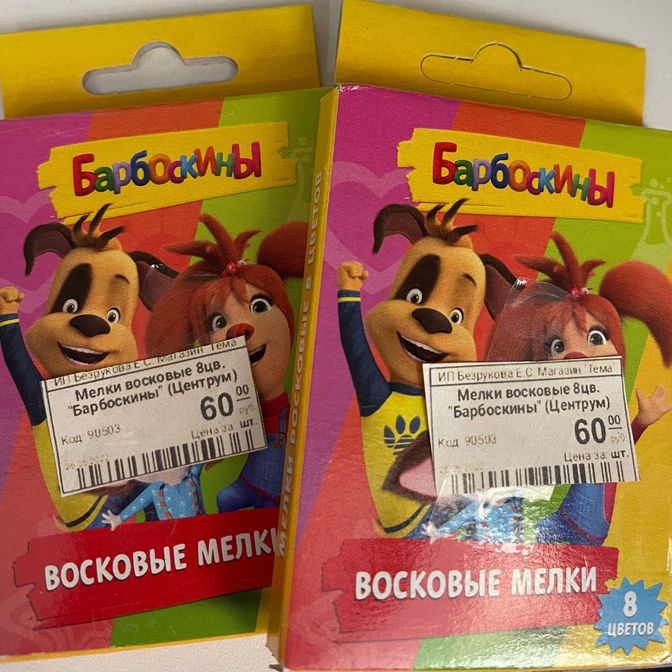 Барбоскины
ИП Безрукова Е.С. Магазин "Тема
Мелки восковые 8цв.
"Барбоскины" (Центрум)
60 00
руб.
Код: 90503
Цена за: шт.
ВОСКОВЫЕ МЕЛКИ
МЕЛКИ ВОСКОВЫЕ 8 ЦВЕТОВ
Барбоскины
ИП Безрукова Е.С. Магазин "Тема
Мелки восковые 8цв.
"Барбоскины" (Центрум)
60 00
руб.
Код: 90503
Цена за: шт.
ВОСКОВЫЕ МЕЛКИ
8
ЦВЕТОВ